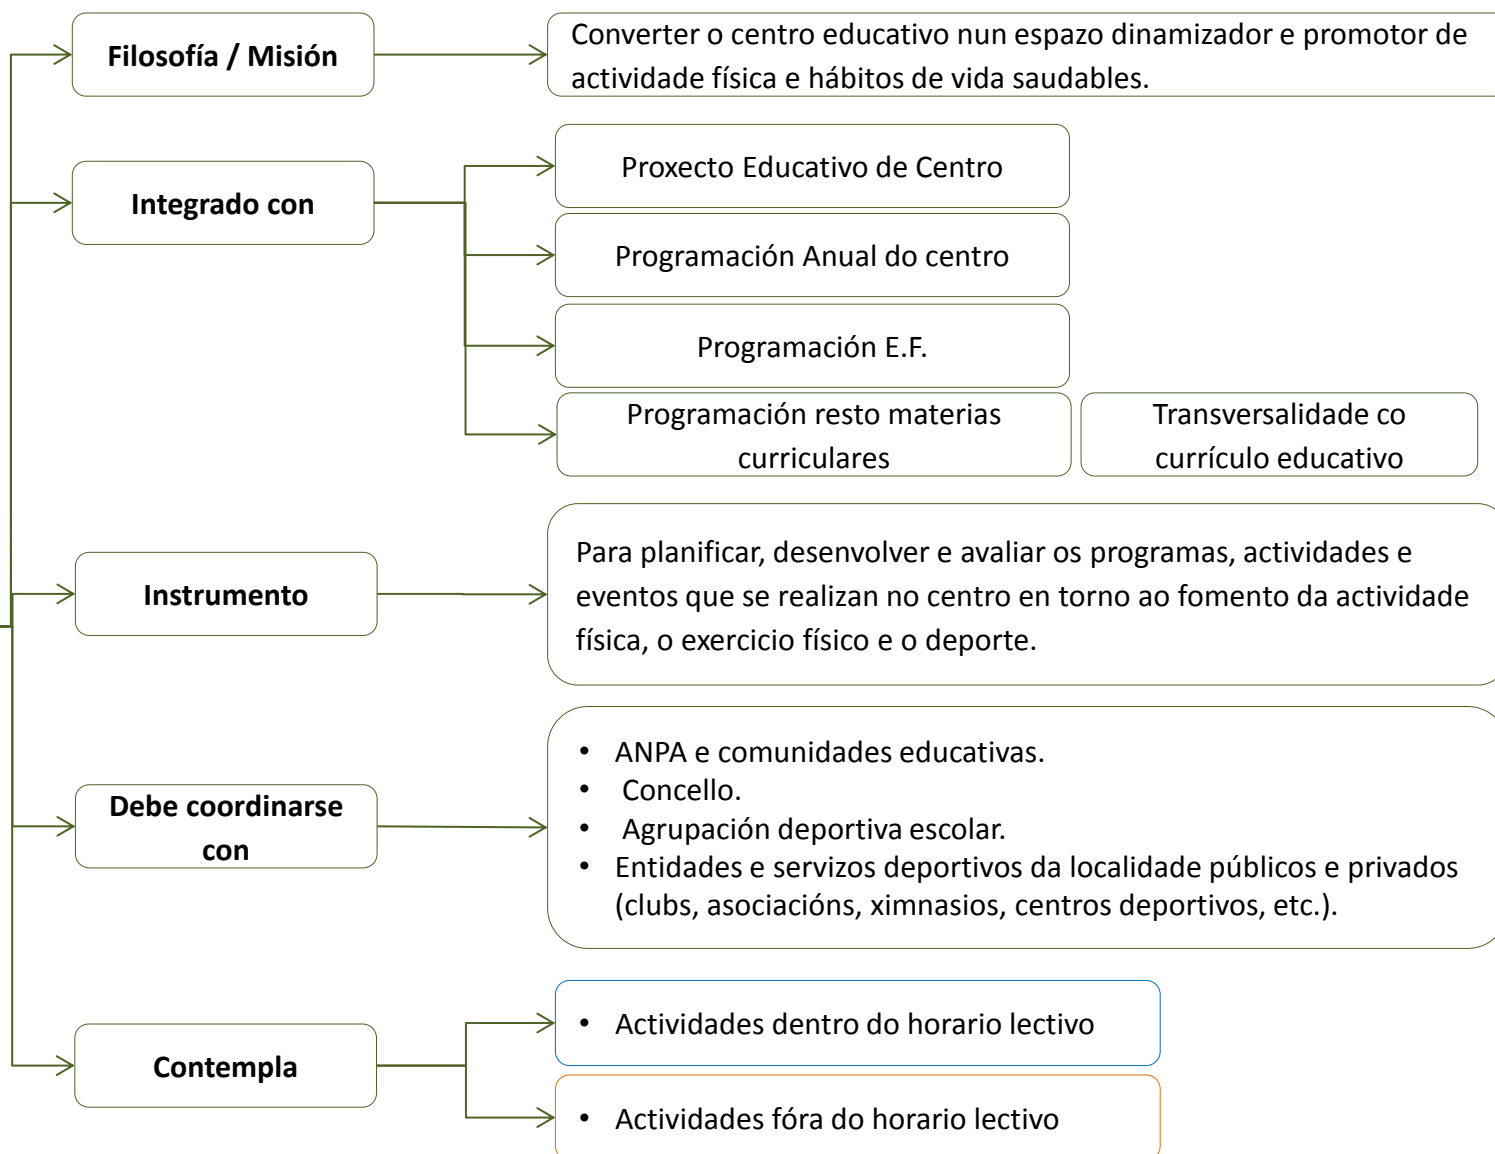 Filosofía / Misión
Converter o centro educativo nun espazo dinamizador e promotor de
actividade física e hábitos de vida saudables.
Integrado con
Proxecto Educativo de Centro
Programación Anual do centro
Programación E.F.
Programación resto materias
curriculares
Transversalidade co
currículo educativo
Instrumento
Para planificar, desenvolver e avaliar os programas, actividades e
eventos que se realizan no centro en torno ao fomento da actividade
física, o exercicio físico e o deporte.
Debe coordinarse
con
• ANPA e comunidades educativas.
• Concello.
• Agrupación deportiva escolar.
• Entidades e servizos deportivos da localidade públicos e privados
(clubs, asociacións, ximnasios, centros deportivos, etc.).
Contempla
• Actividades dentro do horario lectivo
• Actividades fóra do horario lectivo